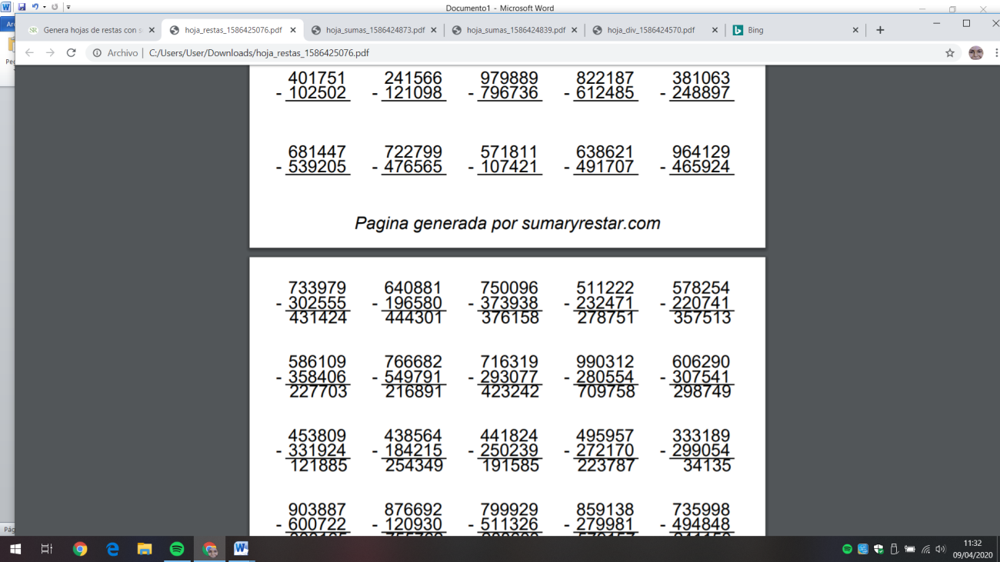 Documento1 - Microsoft Word
Genera hojas de restas con s
hoja_restas_1586425076.pdf
hoja_sumas_1586424873.pdf
hoja_sumas_1586424839.pdf
hoja_div_1586424570.pdf
Bing
Archivo | C:/Users/User/Downloads/hoja_restas_1586425076.pdf
401751 241566 979889 822187 381063
- 102502 - 121098 - 796736 - 612485 - 248897
681447 722799 571811 638621 964129
- 539205 - 476565 - 107421 - 491707 - 465924
Pagina generada por sumaryrestar.com
733979 640881 750096 511222 578254
- 302555 - 196580 - 373938 - 232471 - 220741
431424 444301 376158 278751 357513
586109 766682 716319 990312 606290
- 358406 - 549791 - 293077 - 280554 - 307541
227703 216891 423242 709758 298749
453809 438564 441824 495957 333189
- 331924 - 184215 - 250239 - 272170 - 299054
121885 254349 191585 223787 34135
903887 876692 799929 859138 735998
- 600722 - 120930 - 511326 - 279981 - 494848
11:32
09/04/2020